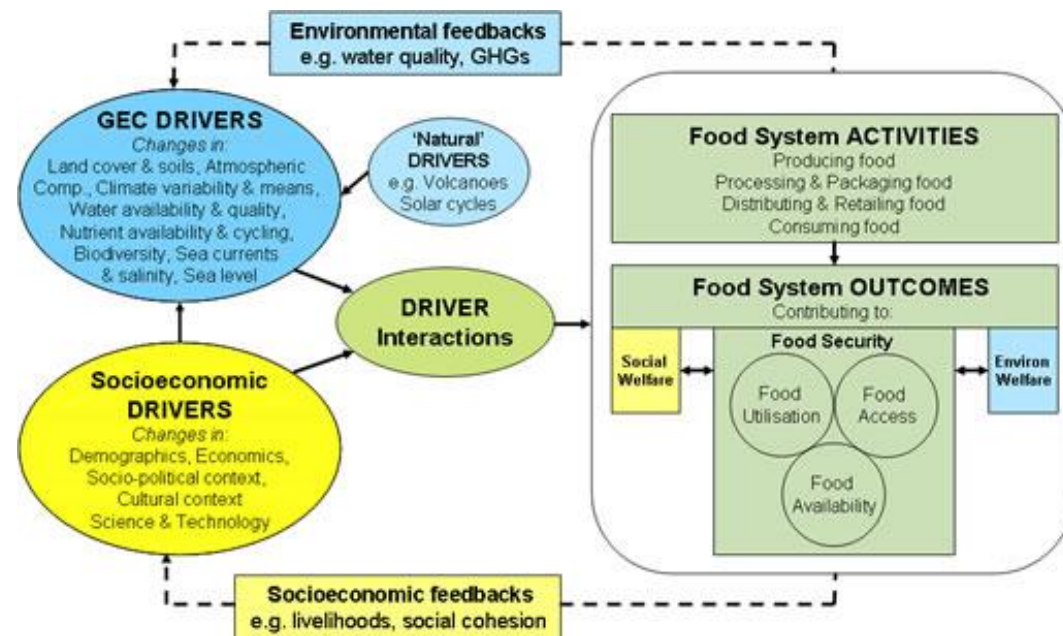 Environmental feedbacks
e.g. water quality, GHGs
GEC DRIVERS
Changes in:
Land cover & soils, Atmospheric
Comp., Climate variability & means,
Water availability & quality,
Nutrient availability & cycling,
Biodiversity, Sea currents
& salinity, Sea level
'Natural'
DRIVERS
e.g. Volcanoes
Solar cycles
DRIVER
Interactions
Socioeconomic
DRIVERS
Changes in:
Demographics, Economics,
Socio-political context,
Cultural context
Science & Technology
Food System ACTIVITIES
Producing food
Processing & Packaging food
Distributing & Retailing food
Consuming food
Food System OUTCOMES
Contributing to:
Social
Welfare
Food Security
Food
Utilisation
Food
Access
Food
Availability
Environ
Welfare
Socioeconomic feedbacks
e.g. livelihoods, social cohesion